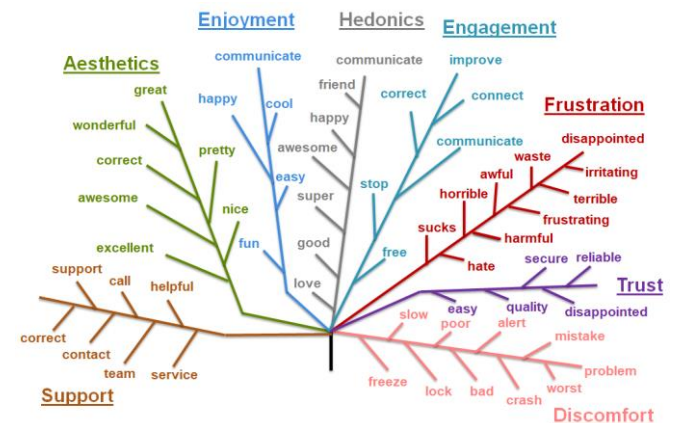 Enjoyment
Hedonics
Engagement
Aesthetics
communicate
communicate
improve
great
happy
cool
friend
correct
connect
Frustration
wonderful
happy
disappointed
correct
pretty
awesome
communicate
waste
irritating
awesome
easy
super
stop
awful
horrible
terrible
nice
frustrating
excellent
fun
good
free
sucks
harmful
hate
support
call
helpful
love
secure
reliable
Trust
easy
quality
disappointed
correct
contact
team
service
Support
slow
poor
alert
mistake
problem
freeze
lock
bad
crash
worst
Discomfort